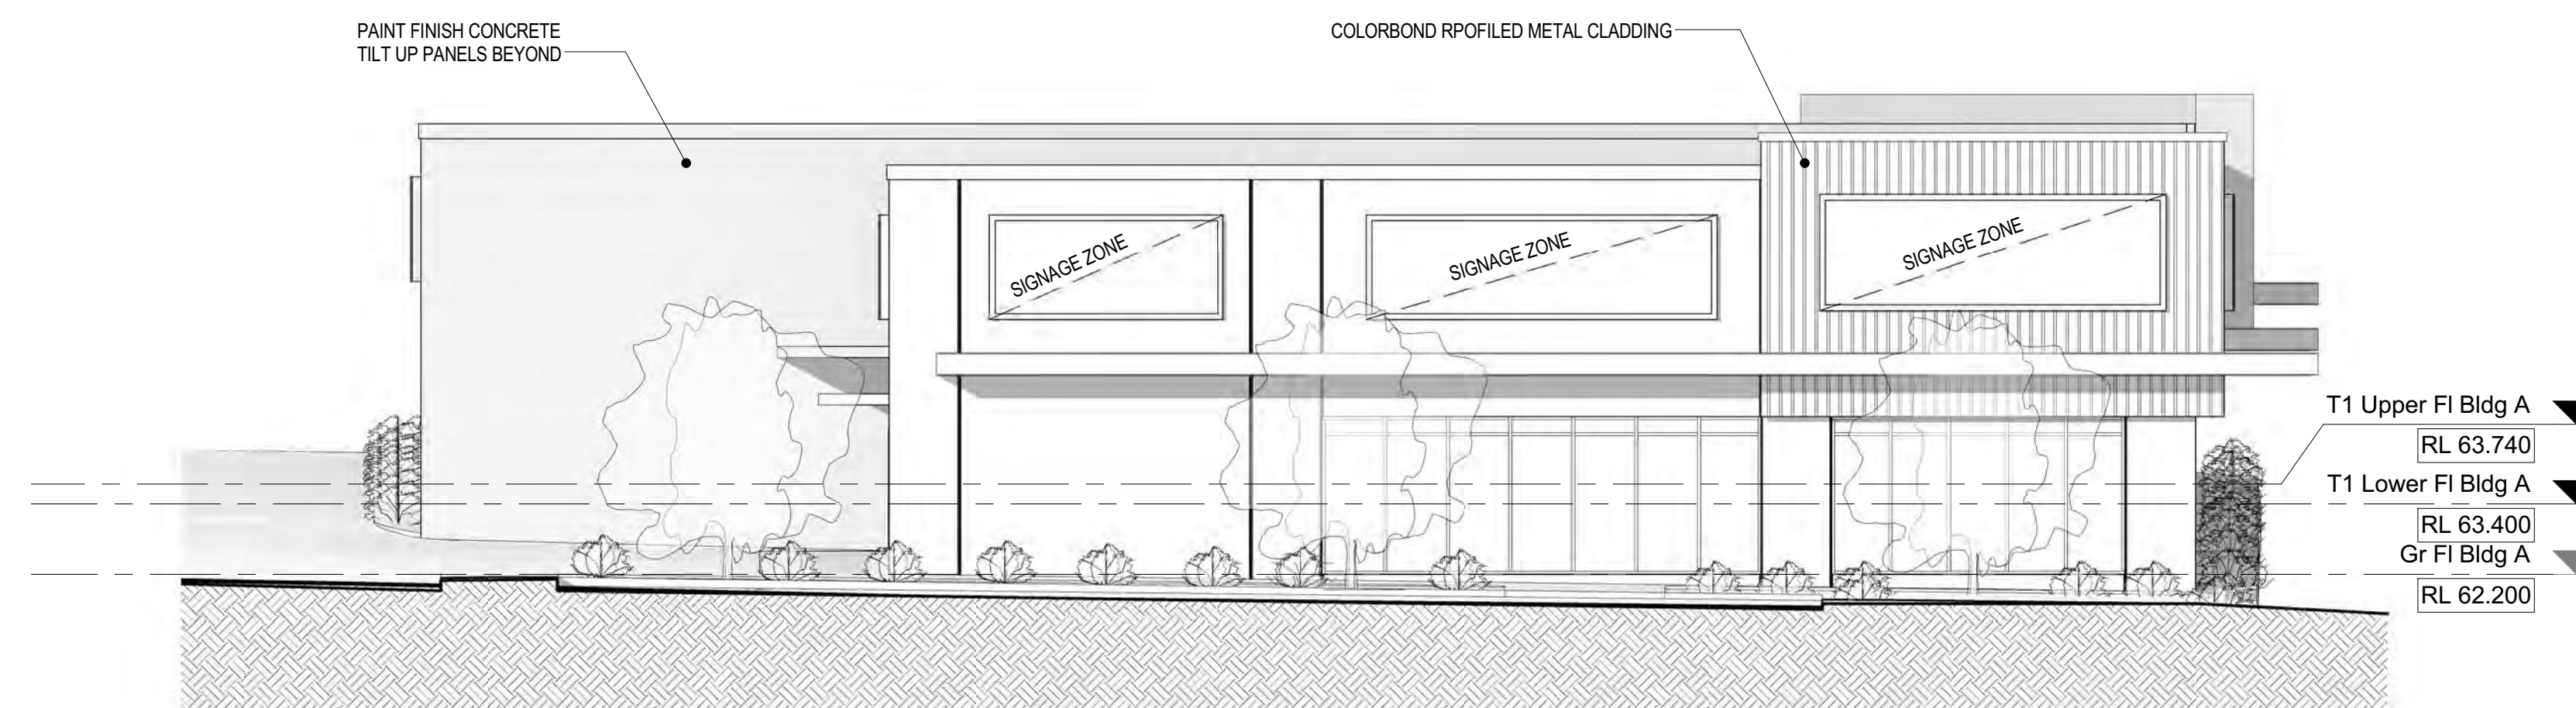 PAINT FINISH CONCRETE
TILT UP PANELS BEYOND
COLORBOND RPOFILED METAL CLADDING
SIGNAGE ZONE
SIGNAGE ZONE
SIGNAGE ZONE
T1 Upper Fl Bldg A
RL 63.740
T1 Lower Fl Bldg A
RL 63.400
Gr Fl Bldg A
RL 62.200